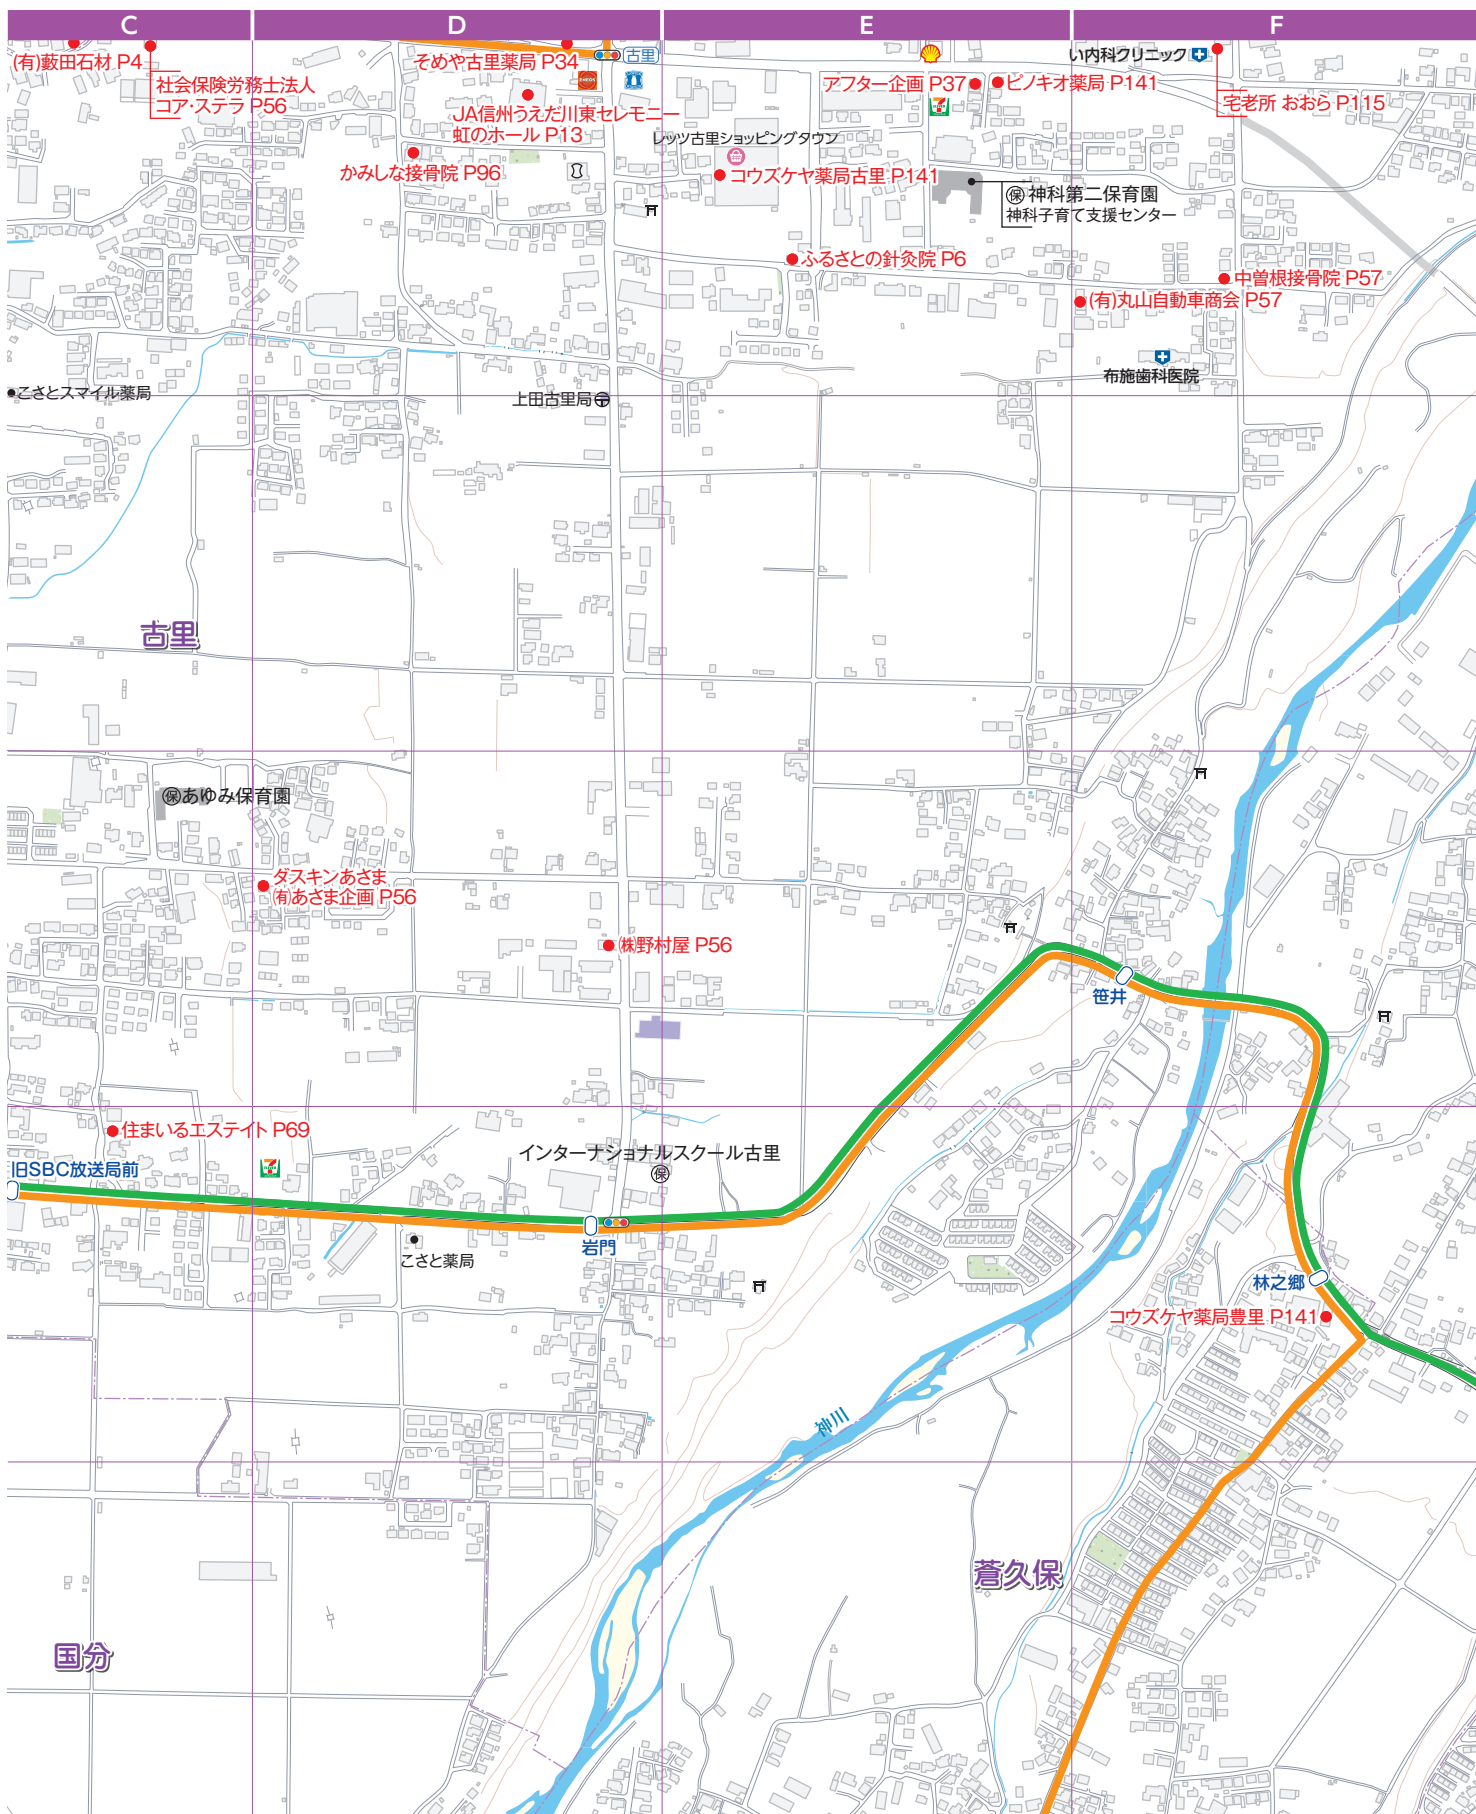 C
D
E
F
(有)藪田石材 P4
社会保険労務士法人
コア・ステラ P56
そめや古里薬局 P34
古里
ENEOS
JA信州うえだ川東セレモニー
虹のホール P13
かみしな接骨院 P96
レッツ古里ショッピングタウン
コウズケヤ薬局古里 P141
アフター企画 P37
ピノキオ薬局 P141
い内科クリニック
宅老所 おおら P115
保 神科第二保育園
神科子育て支援センター
ふるさとの針灸院 P6
中曽根接骨院 P57
(有)丸山自動車商会 P57
布施歯科医院
こさとスマイル薬局
上田古里局
古里
保あゆみ保育園
ダスキンあさま
(有)あさま企画 P56
㈱野村屋 P56
笹井
住まいるエステイト P69
旧SBC放送局前
インターナショナルスクール古里
保
岩門
こさと薬局
林之郷
コウズケヤ薬局豊里 P141
神川
蒼久保
国分